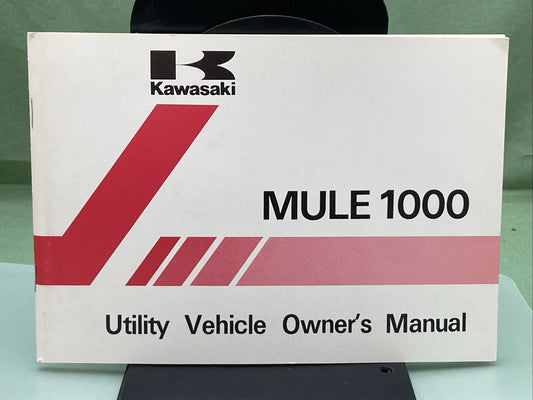 Kawasaki
MULE 1000
Utility Vehicle Owner's Manual